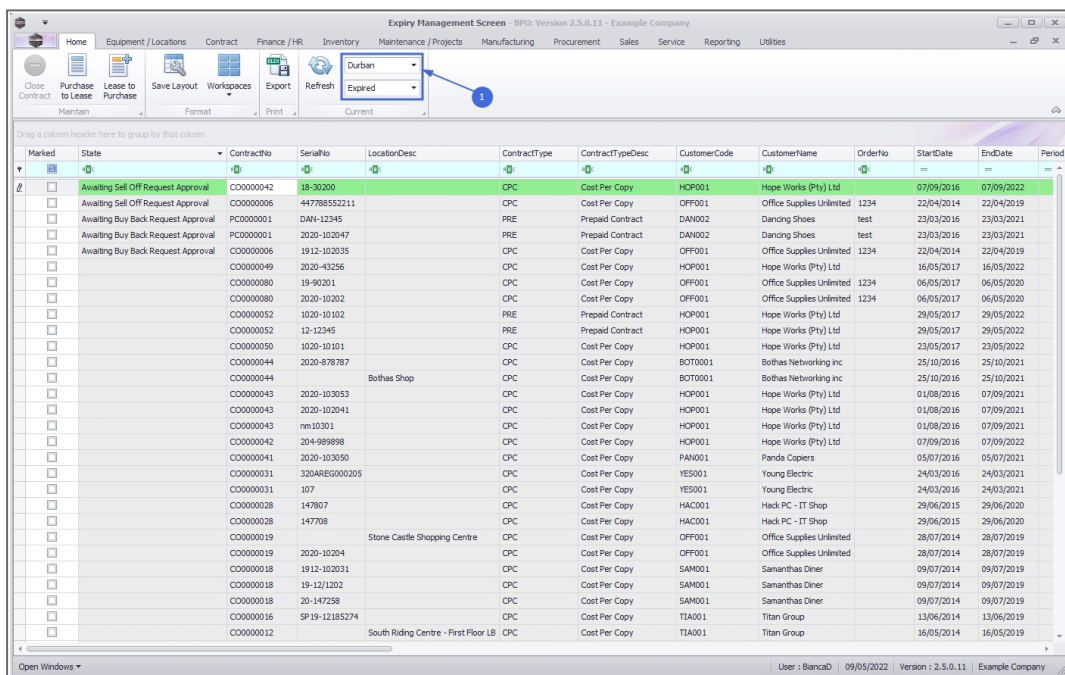 Expiry Management Screen - BPO: Version 2.5.0.11 - Example Company
Home Equipment / Locations Contract Finance / HR Inventory Maintenance / Projects Manufacturing Procurement Sales Service Reporting Utilities
Close Contract Purchase to Lease Lease to Purchase Save Layout Workspaces Export Refresh Durban
Expired
1
Maintain Format Print Current
Drag a column header here to group by that column
Marked State ContractNo SerialNo LocationDesc ContractType ContractTypeDesc CustomerCode CustomerName OrderNo StartDate EndDate Period
Awaiting Sell Off Request Approval CO0000042 18-30200 CPC Cost Per Copy HOP001 Hope Works (Pty) Ltd 07/09/2016 07/09/2022
Awaiting Sell Off Request Approval CO0000006 447788552211 CPC Cost Per Copy OFF001 Office Supplies Unlimited 1234 22/04/2014 22/04/2019
Awaiting Buy Back Request Approval PC0000001 DAN-12345 PRE Prepaid Contract DAN002 Dancing Shoes test 23/03/2016 23/03/2021
Awaiting Buy Back Request Approval PC0000001 2020-102047 PRE Prepaid Contract DAN002 Dancing Shoes test 23/03/2016 23/03/2021
Awaiting Buy Back Request Approval CO0000006 1912-102035 CPC Cost Per Copy OFF001 Office Supplies Unlimited 1234 22/04/2014 22/04/2019
CO0000049 2020-43256 CPC Cost Per Copy HOP001 Hope Works (Pty) Ltd 16/05/2017 16/05/2022
CO0000080 19-90201 CPC Cost Per Copy OFF001 Office Supplies Unlimited 1234 06/05/2017 06/05/2020
CO0000080 2020-10202 CPC Cost Per Copy OFF001 Office Supplies Unlimited 1234 06/05/2017 06/05/2020
CO0000052 1020-10102 PRE Prepaid Contract HOP001 Hope Works (Pty) Ltd 29/05/2017 29/05/2022
CO0000052 12-12345 PRE Prepaid Contract HOP001 Hope Works (Pty) Ltd 29/05/2017 29/05/2022
CO0000050 1020-10101 CPC Cost Per Copy HOP001 Hope Works (Pty) Ltd 23/05/2017 23/05/2022
CO0000044 2020-878787 CPC Cost Per Copy BOT0001 Bothas Networking inc 25/10/2016 25/10/2021
CO0000044 Bothas Shop CPC Cost Per Copy BOT0001 Bothas Networking inc 25/10/2016 25/10/2021
CO0000043 2020-103053 CPC Cost Per Copy HOP001 Hope Works (Pty) Ltd 01/08/2016 07/09/2021
CO0000043 2020-102041 CPC Cost Per Copy HOP001 Hope Works (Pty) Ltd 01/08/2016 07/09/2021
CO0000043 nm10301 CPC Cost Per Copy HOP001 Hope Works (Pty) Ltd 01/08/2016 07/09/2021
CO0000042 204-989898 CPC Cost Per Copy HOP001 Hope Works (Pty) Ltd 07/09/2016 07/09/2022
CO0000041 2020-103050 CPC Cost Per Copy PAN001 Panda Copiers 05/07/2016 05/07/2021
CO0000031 320AREG000205 CPC Cost Per Copy YES001 Young Electric 24/03/2016 24/03/2021
CO0000031 107 CPC Cost Per Copy YES001 Young Electric 24/03/2016 24/03/2021
CO0000028 147807 CPC Cost Per Copy HAC001 Hack PC - IT Shop 29/06/2015 29/06/2020
CO0000028 147708 CPC Cost Per Copy HAC001 Hack PC - IT Shop 29/06/2015 29/06/2020
CO0000019 Stone Castle Shopping Centre CPC Cost Per Copy OFF001 Office Supplies Unlimited 28/07/2014 28/07/2019
CO0000019 2020-10204 CPC Cost Per Copy OFF001 Office Supplies Unlimited 28/07/2014 28/07/2019
CO0000018 1912-102031 CPC Cost Per Copy SAM001 Samanthas Diner 09/07/2014 09/07/2019
CO0000018 19-12/1202 CPC Cost Per Copy SAM001 Samanthas Diner 09/07/2014 09/07/2019
CO0000018 20-147258 CPC Cost Per Copy SAM001 Samanthas Diner 09/07/2014 09/07/2019
CO0000016 SP19-12185274 CPC Cost Per Copy TIA001 Titan Group 13/06/2014 13/06/2019
CO0000012 South Riding Centre - First Floor LB CPC Cost Per Copy TIA001 Titan Group 16/05/2014 16/05/2019
Open Windows User : BiancaD 09/05/2022 Version : 2.5.0.11 Example Company